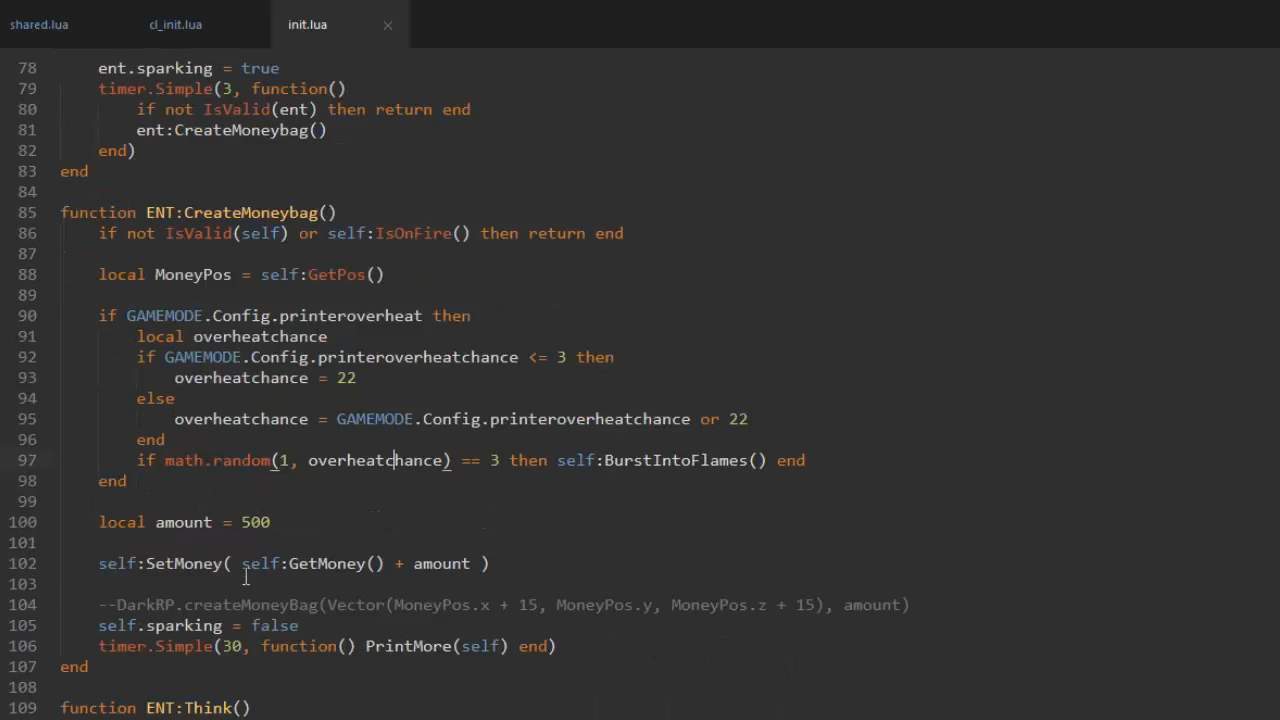 shared.lua
cl_init.lua
init.lua
78 ent.sparking = true
79 timer.Simple(3, function()
80 if not IsValid(ent) then return end
81 ent:CreateMoneybag()
82 end)
83 end
84
85 function ENT:CreateMoneybag()
86 if not IsValid(self) or self:IsOnFire() then return end
87
88 local MoneyPos = self:GetPos()
89
90 if GAMEMODE.Config.printeroverheat then
91 local overheatchance
92 if GAMEMODE.Config.printeroverheatchance <= 3 then
93 overheatchance = 22
94 else
95 overheatchance = GAMEMODE.Config.printeroverheatchance or 22
96 end
97 if math.random(1, overheatchance) == 3 then self:BurstIntoFlames() end
98 end
99
100 local amount = 500
101
102 self:SetMoney( self:GetMoney() + amount )
103
104 --DarkRP.createMoneyBag(Vector(MoneyPos.x + 15, MoneyPos.y, MoneyPos.z + 15), amount)
105 self.sparking = false
106 timer.Simple(30, function() PrintMore(self) end)
107 end
108
109 function ENT:Think()